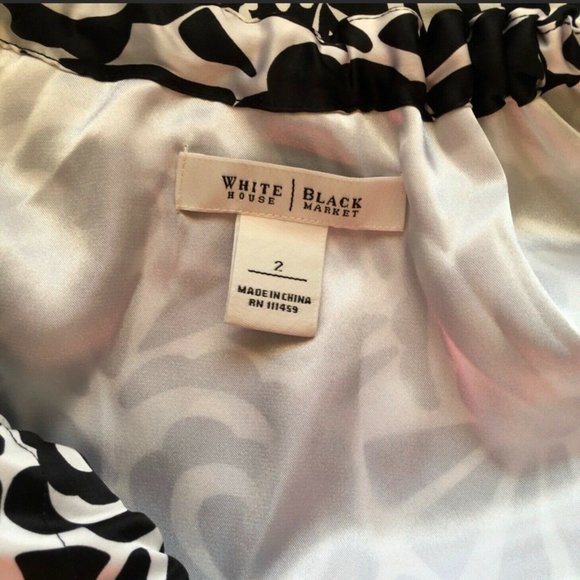 WHITE | BLACK
HOUSE | MARKET
2
MADE IN CHINA
RN 111459